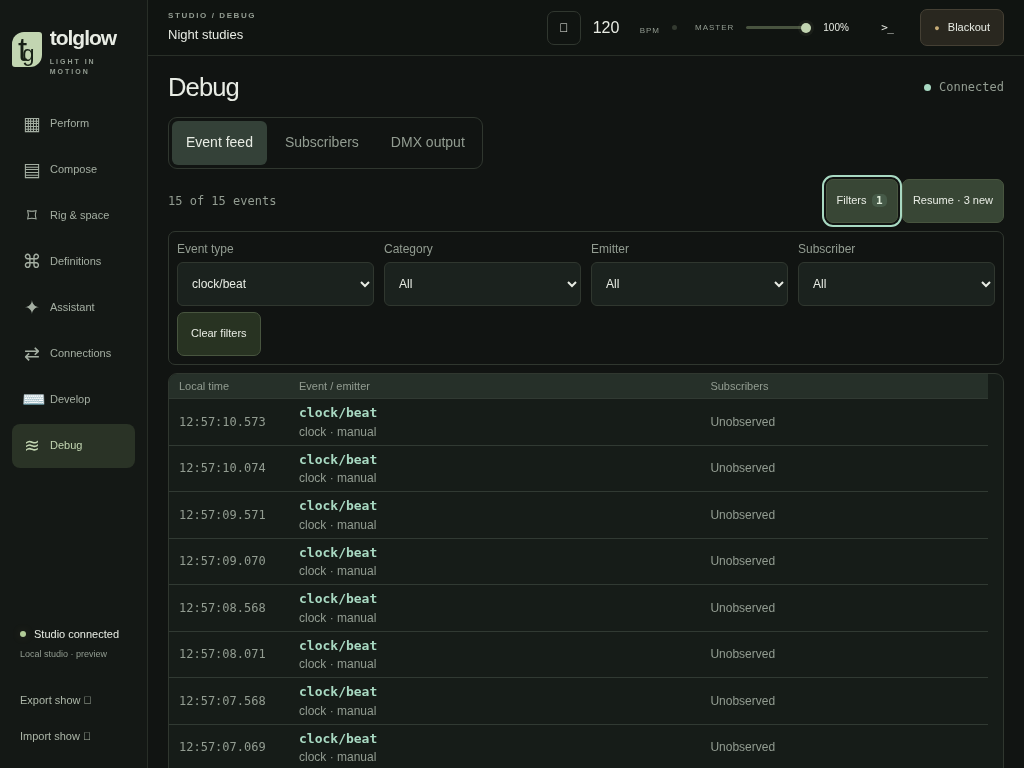 tg
tolglow
LIGHT IN
MOTION
Perform
Compose
Rig & space
Definitions
Assistant
Connections
Develop
Debug
Studio connected
Local studio · preview
Export show
Import show
STUDIO / DEBUG
Night studies
120 BPM
MASTER
100%
>_
Blackout
Debug
Connected
Event feed
Subscribers
DMX output
15 of 15 events
Filters 1
Resume · 3 new
Event type
Category
Emitter
Subscriber
clock/beat
All
All
All
Clear filters
Local time
Event / emitter
Subscribers
12:57:10.573
clock/beat
clock · manual
Unobserved
12:57:10.074
clock/beat
clock · manual
Unobserved
12:57:09.571
clock/beat
clock · manual
Unobserved
12:57:09.070
clock/beat
clock · manual
Unobserved
12:57:08.568
clock/beat
clock · manual
Unobserved
12:57:08.071
clock/beat
clock · manual
Unobserved
12:57:07.568
clock/beat
clock · manual
Unobserved
12:57:07.069
clock/beat
clock · manual
Unobserved